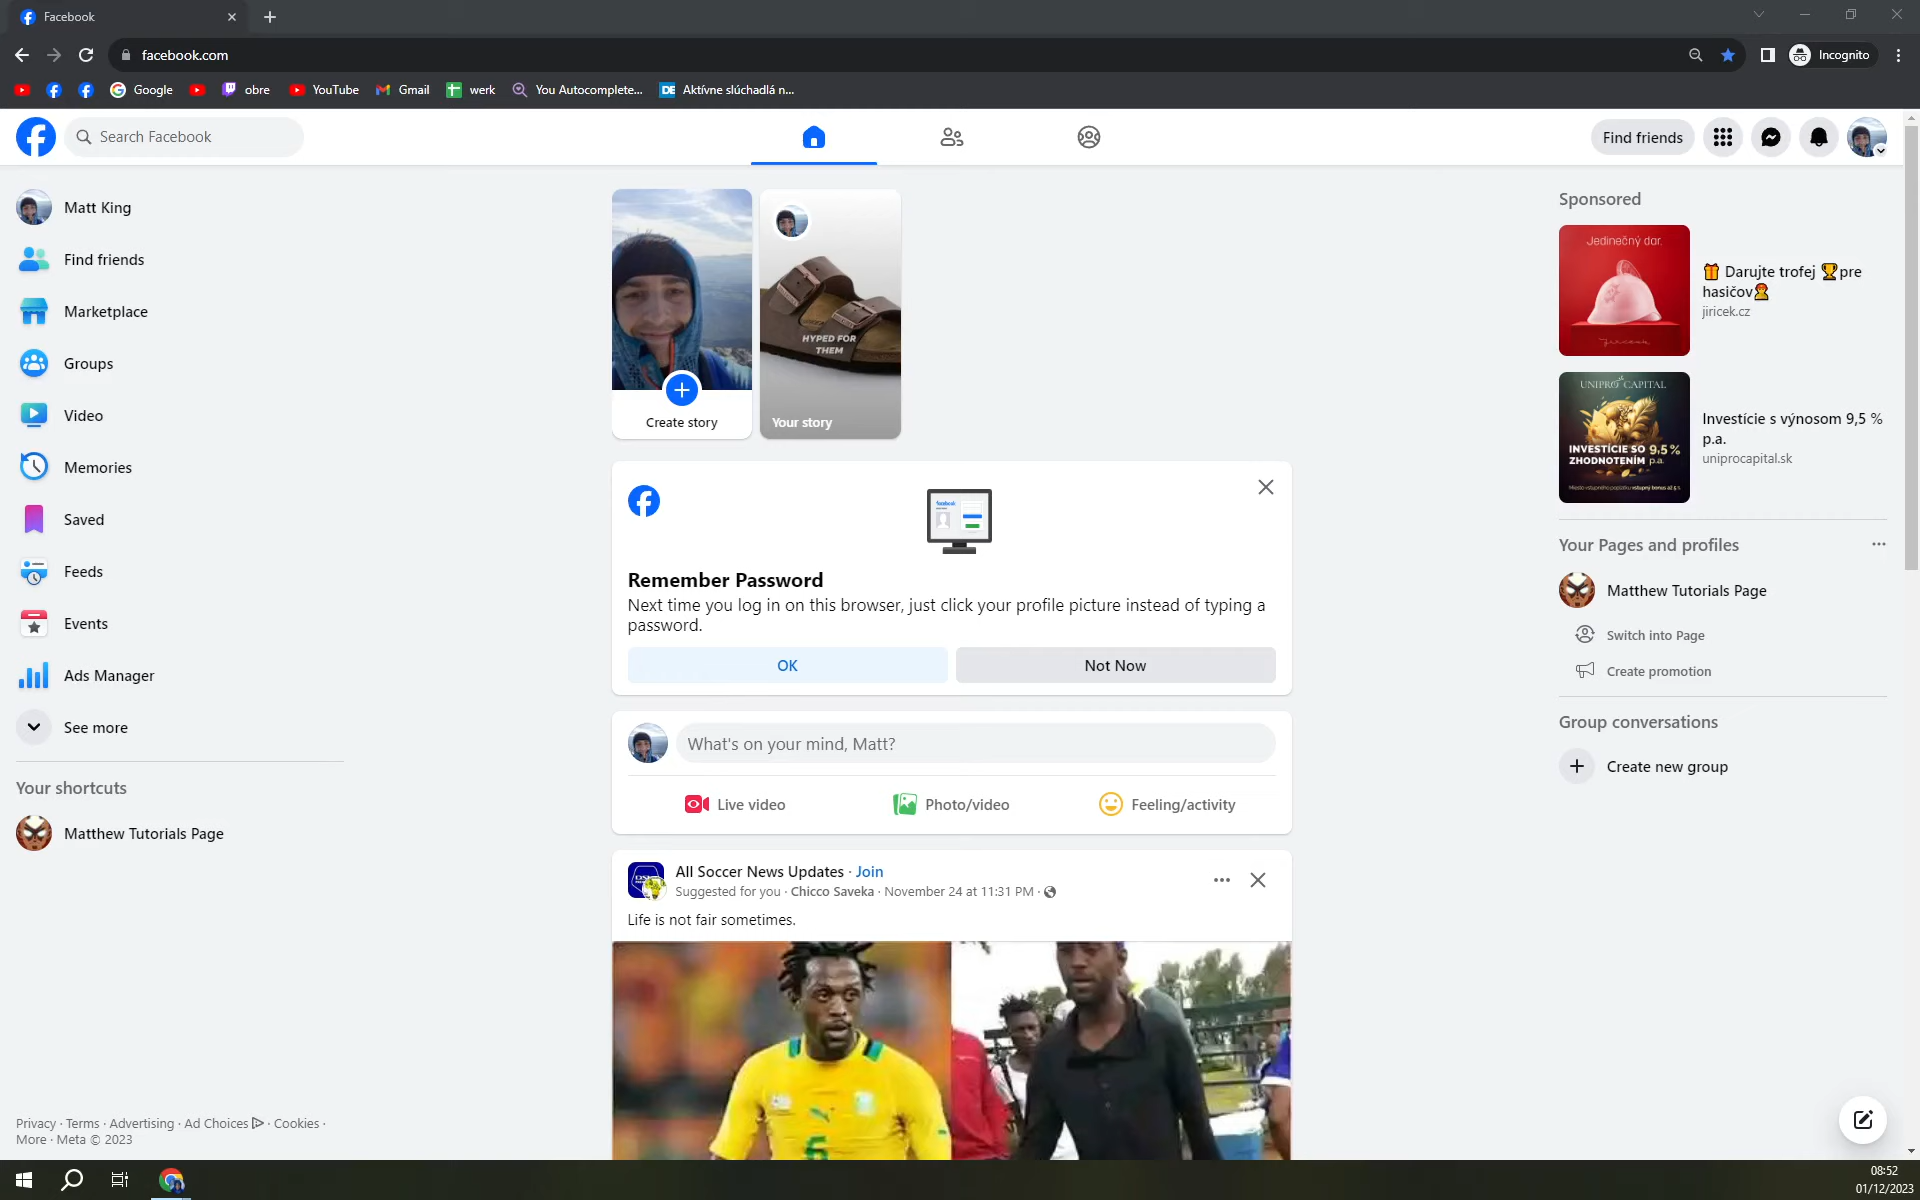 Facebook
facebook.com
Incognito
Google
obre
YouTube
Gmail
werk
You Autocomplete...
DE
Aktívne slúchadlá n...
Search Facebook
Find friends
Matt King
Find friends
Marketplace
Groups
Video
Memories
Saved
Feeds
Events
Ads Manager
See more
Your shortcuts
Matthew Tutorials Page
Privacy · Terms · Advertising · Ad Choices · Cookies ·
More · Meta © 2023
HYPED FOR
THEM
Create story
Your story
Remember Password
Next time you log in on this browser, just click your profile picture instead of typing a
password.
OK
Not Now
What's on your mind, Matt?
Live video
Photo/video
Feeling/activity
All Soccer News Updates · Join
Suggested for you · Chicco Saveka · November 24 at 11:31 PM ·
Life is not fair sometimes.
6
Sponsored
Jedinečný dar.
🎁 Darujte trofej 🏆pre
hasičov
jiricek.cz
UNIPRO CAPITAL
INVESTÍCIE SO 9,5%
ZHODNOTENÍM p.a.
Investície s výnosom 9,5 %
p.a.
uniprocapital.sk
Your Pages and profiles
Matthew Tutorials Page
Switch into Page
Create promotion
Group conversations
Create new group
08:52
01/12/2023